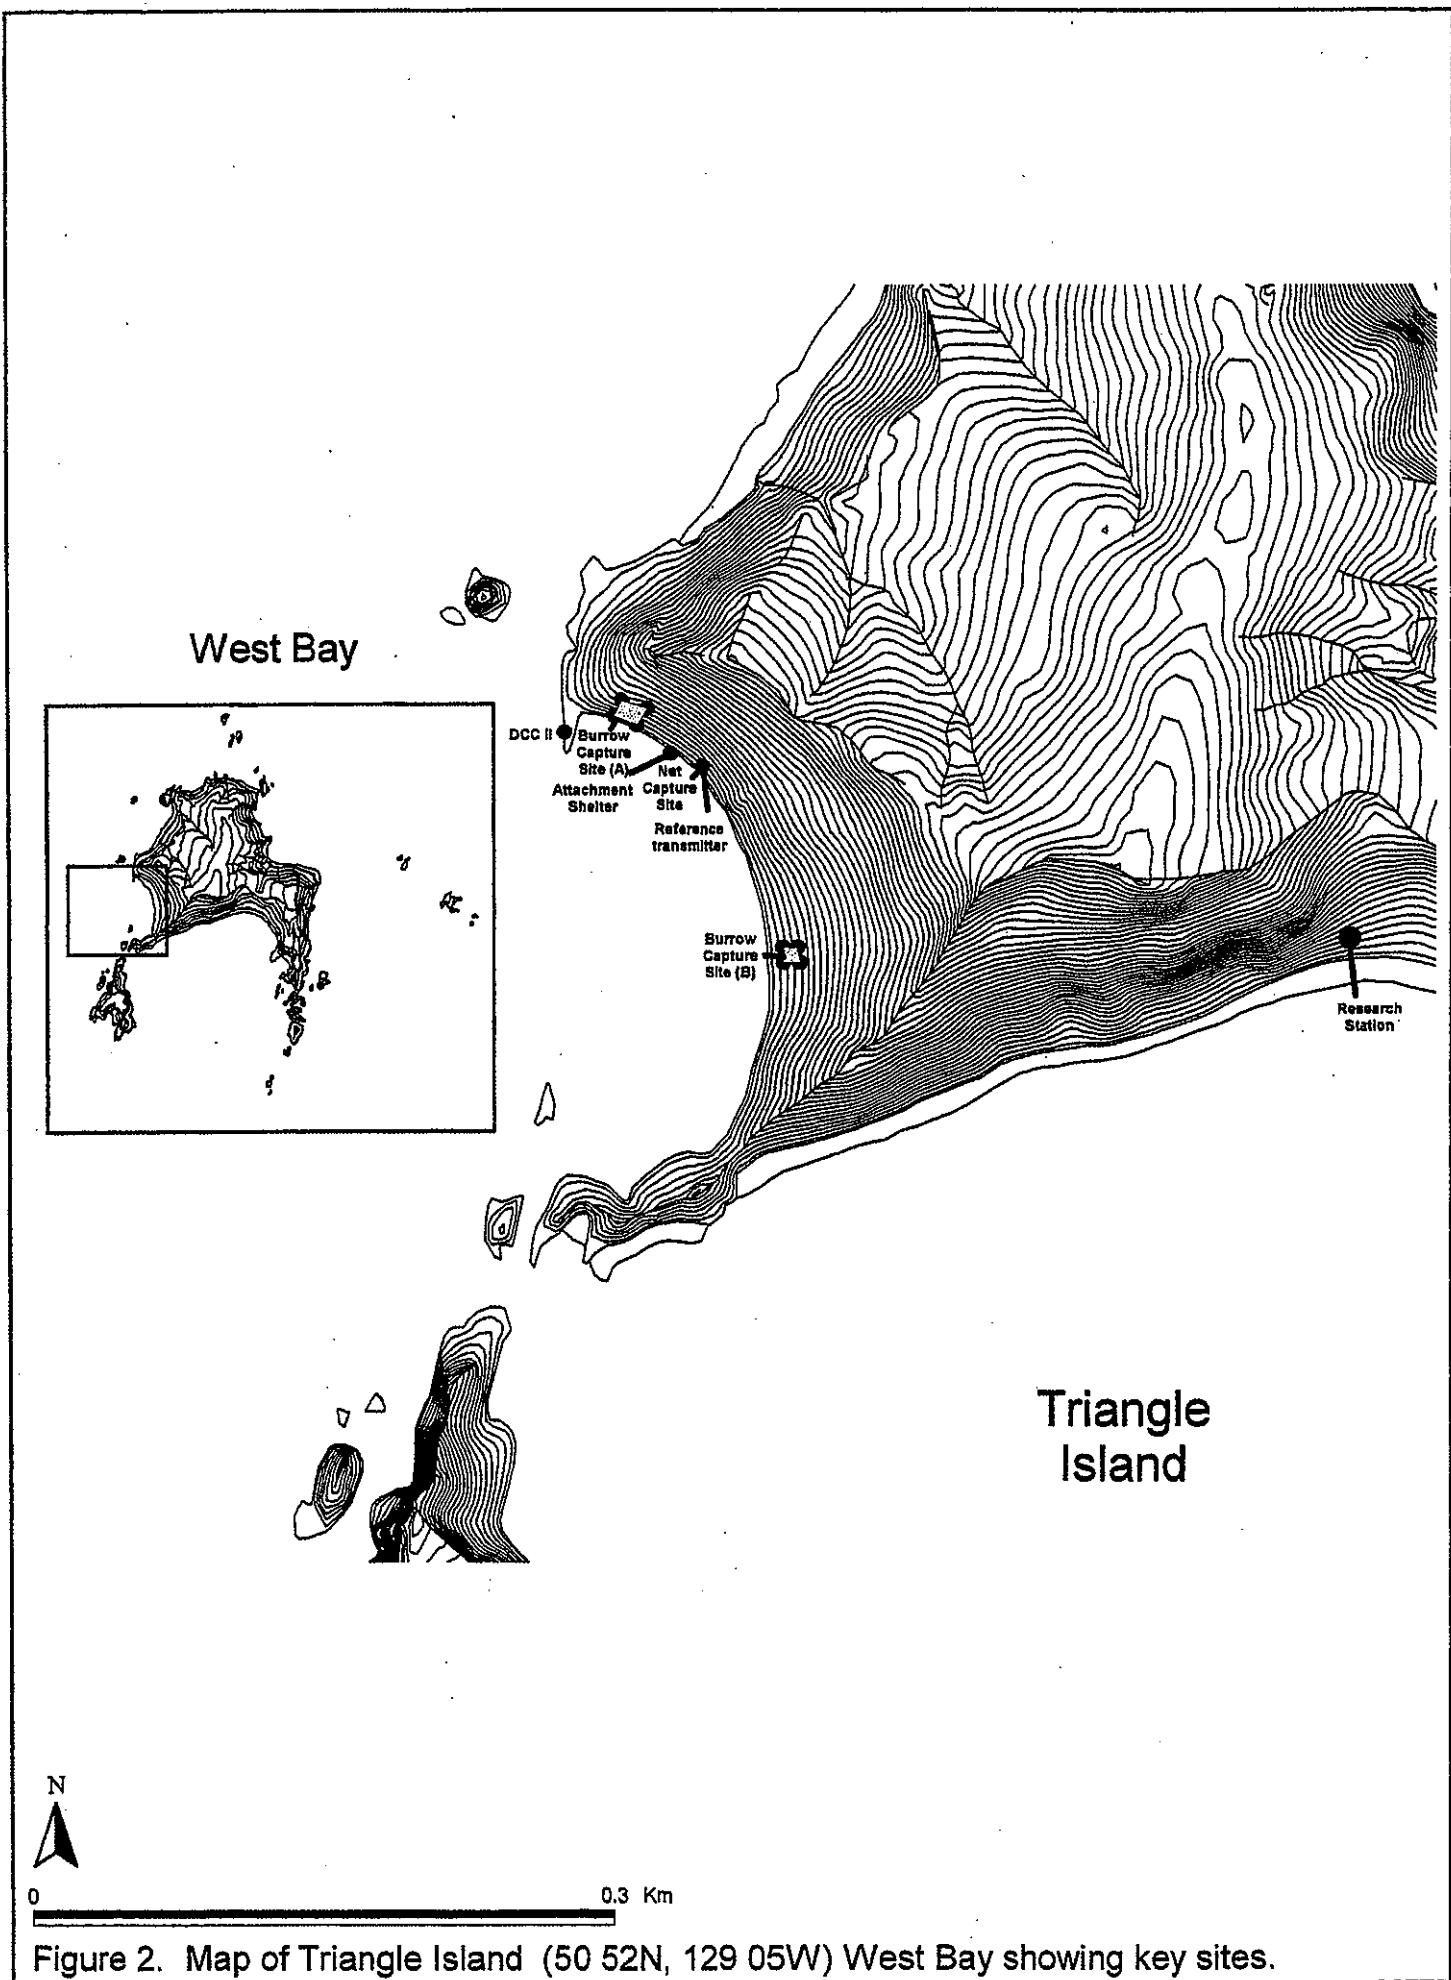 West Bay
DCC II
Burrow
Capture
Site (A)
Attachment
Shelter
Net
Capture
Site
Reference
transmitter
Burrow
Capture
Site (B)
Research
Station
Triangle
Island
N
0
0.3 Km
Figure 2. Map of Triangle Island (50 52N, 129 05W) West Bay showing key sites.